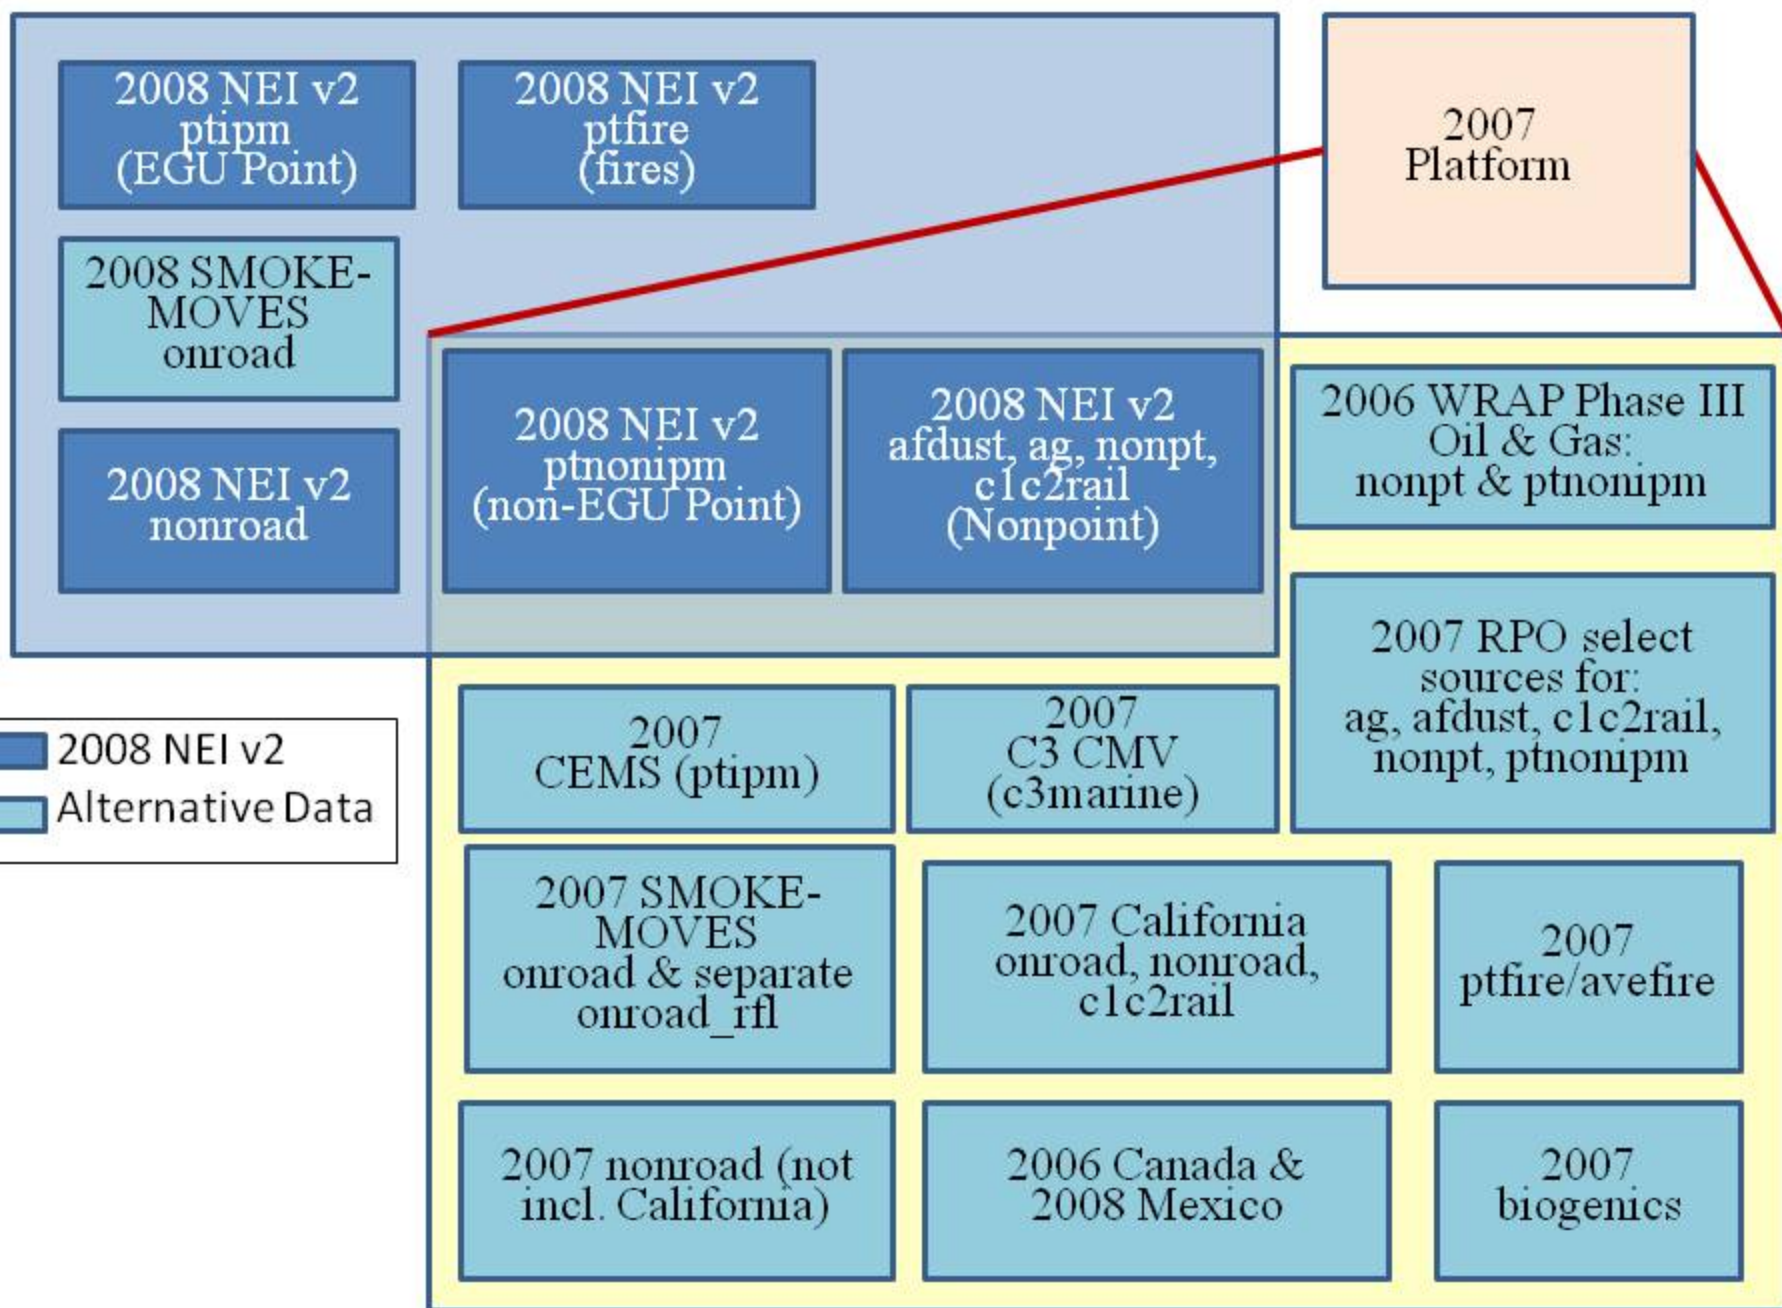 2008 NEI v2
ptipm
(EGU Point)
2008 NEI v2
ptfire
(fires)
2007
Platform
2008 SMOKE-
MOVES
onroad
2008 NEI v2
nonroad
2008 NEI v2
ptnonipm
(non-EGU Point)
2008 NEI v2
afdust, ag, nonpt,
c1c2rail
(Nonpoint)
2006 WRAP Phase III
Oil & Gas:
nonpt & ptnonipm
2007 RPO select
sources for:
ag, afdust, c1c2rail,
nonpt, ptnonipm
2008 NEI v2
Alternative Data
2007
CEMS (ptipm)
2007
C3 CMV
(c3marine)
2007 SMOKE-
MOVES
onroad & separate
onroad_rfl
2007 California
onroad, nonroad,
c1c2rail
2007
ptfire/avefire
2007 nonroad (not
incl. California)
2006 Canada &
2008 Mexico
2007
biogenics